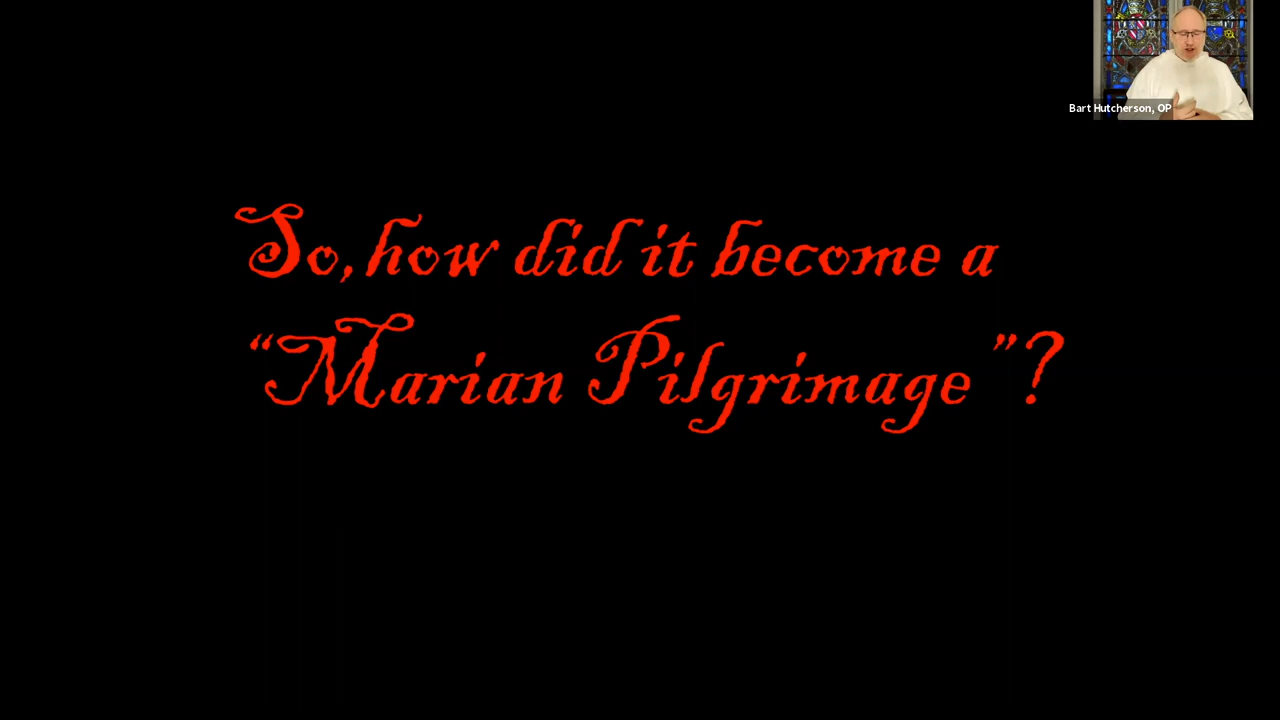 Bart Hutcherson, OP
So, how did it become a
“Marian Pilgrimage”?